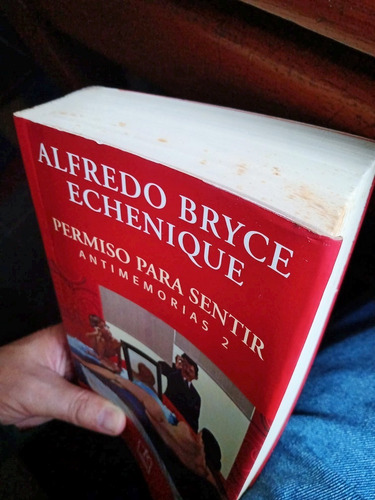 ALFREDO BRYCE
ECHENIQUE
PERMISO PARA SENTIR
ANTIMEMORIAS 2